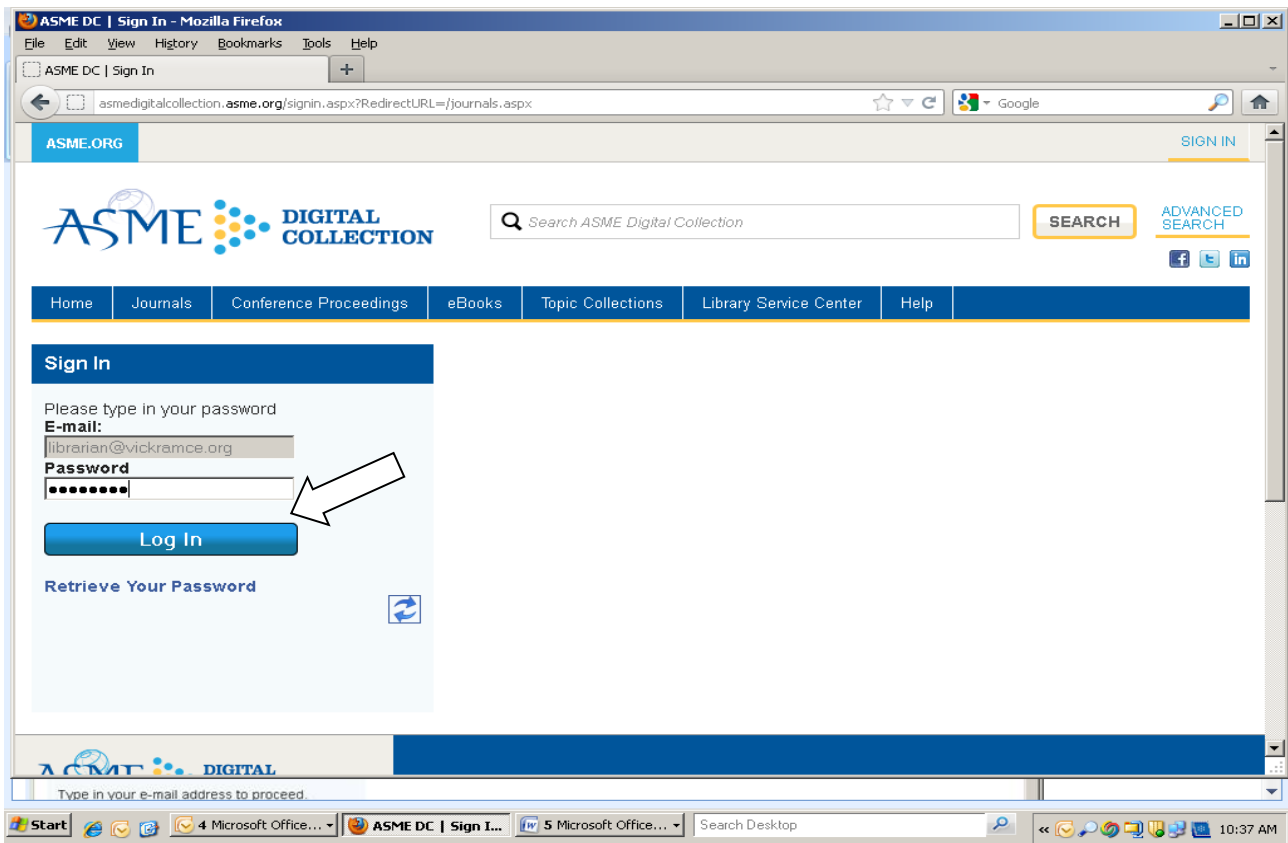 ASME DC | Sign In - Mozilla Firefox
File Edit View History Bookmarks Tools Help
ASME DC | Sign In +
asmedigitalcollection.asme.org/signin.aspx?RedirectURL=/journals.aspx Google
ASME.ORG SIGN IN
ASME DIGITAL COLLECTION Search ASME Digital Collection SEARCH ADVANCED SEARCH
Home Journals Conference Proceedings eBooks Topic Collections Library Service Center Help
Sign In
Please type in your password
E-mail:
librarian@vickramce.org
Password
••••••••
Log In
Retrieve Your Password
ASME DIGITAL
Type in your e-mail address to proceed.
Start 4 Microsoft Office... ASME DC | Sign I... 5 Microsoft Office... Search Desktop « 10:37 AM